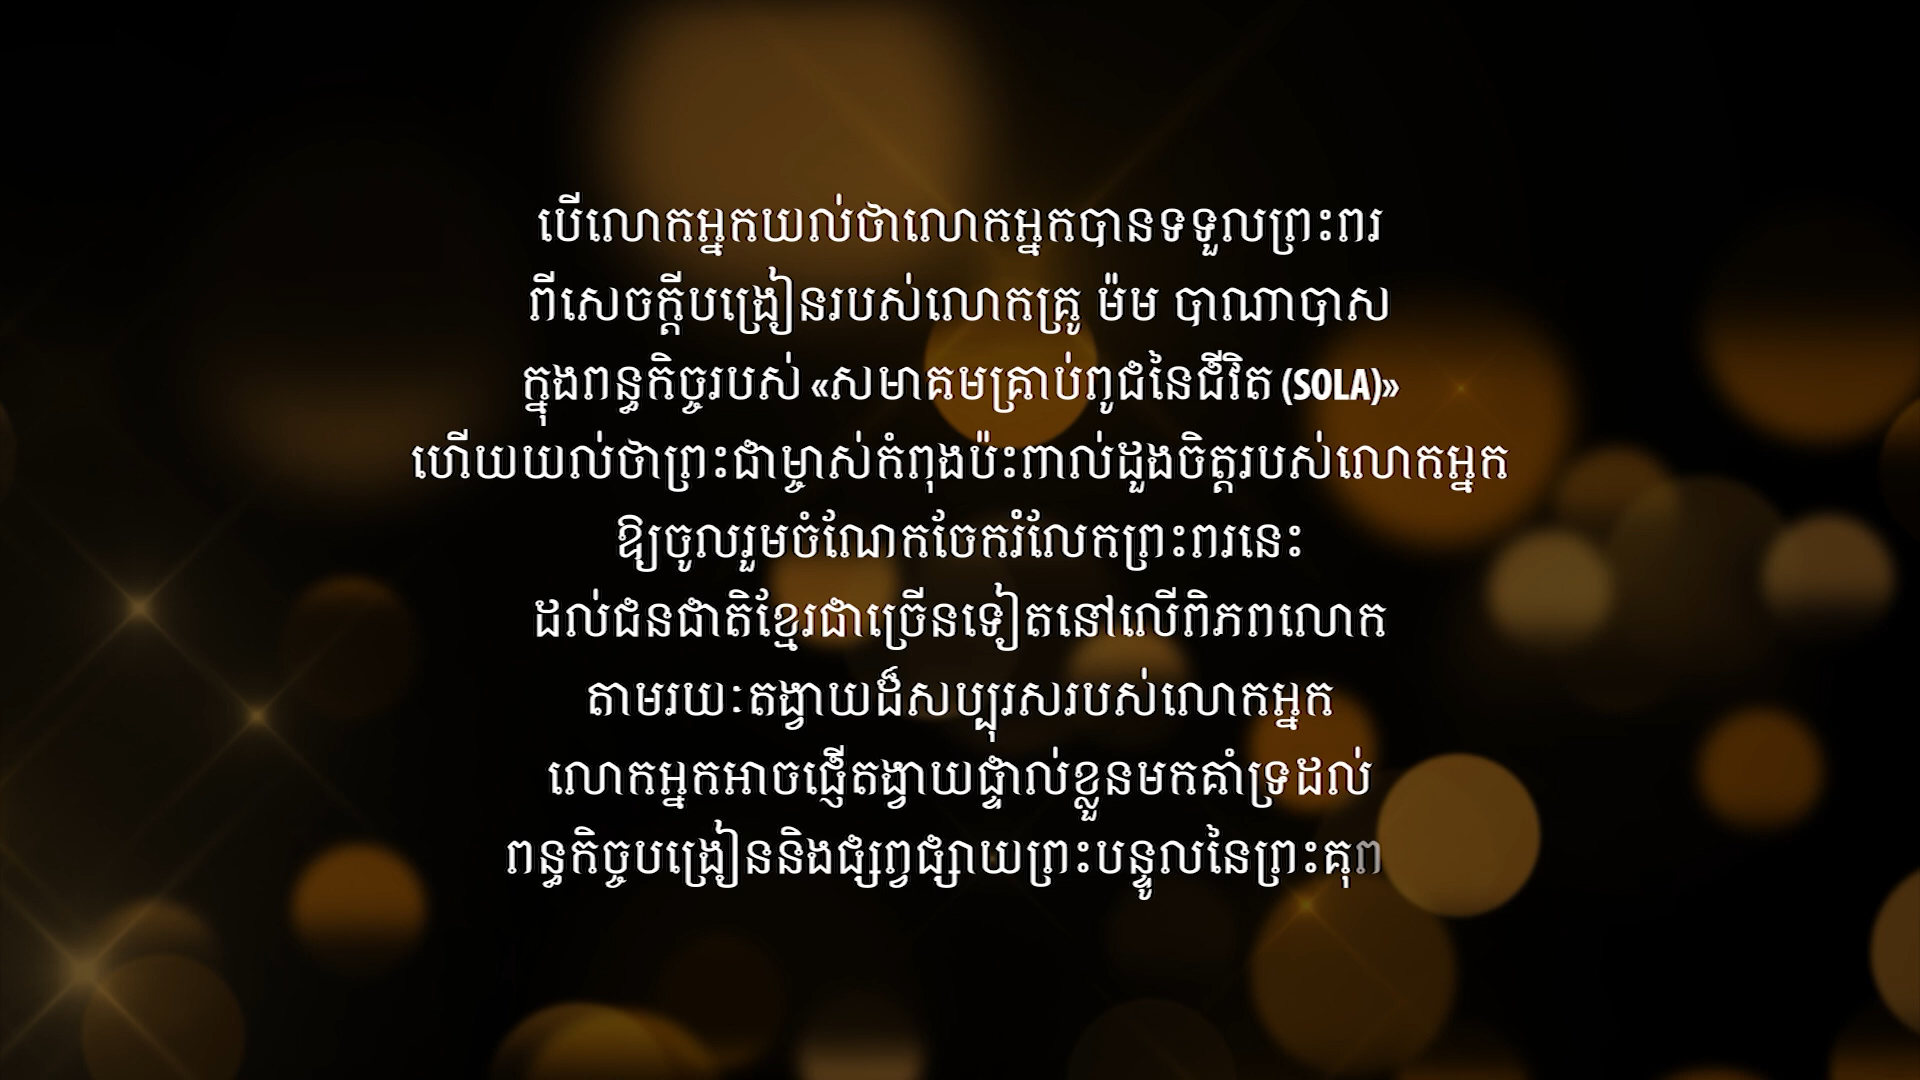 បើលោកអ្នកយល់ថាលោកអ្នកបានទទួលព្រះពរ
ពីសេចក្ដីបង្រៀនរបស់លោកគ្រូ ម៉ម បាណាបាស
ក្នុងពន្ធកិច្ចរបស់ «សមាគមគ្រាប់ពូជនៃជីវិត (SOLA)»
ហើយយល់ថាព្រះជាម្ចាស់កំពុងប៉ះពាល់ដួងចិត្តរបស់លោកអ្នក
ឱ្យចូលរួមចំណែកចែករំលែកព្រះពរនេះ
ដល់ជនជាតិខ្មែរជាច្រើនទៀតនៅលើពិភពលោក
តាមរយៈតង្វាយដ៏សប្បុរសរបស់លោកអ្នក
លោកអ្នកអាចផ្ញើតង្វាយផ្ទាល់ខ្លួនមកគាំទ្រដល់
ពន្ធកិច្ចបង្រៀននិងផ្សព្វផ្សាយព្រះបន្ទូលនៃព្រះគុព